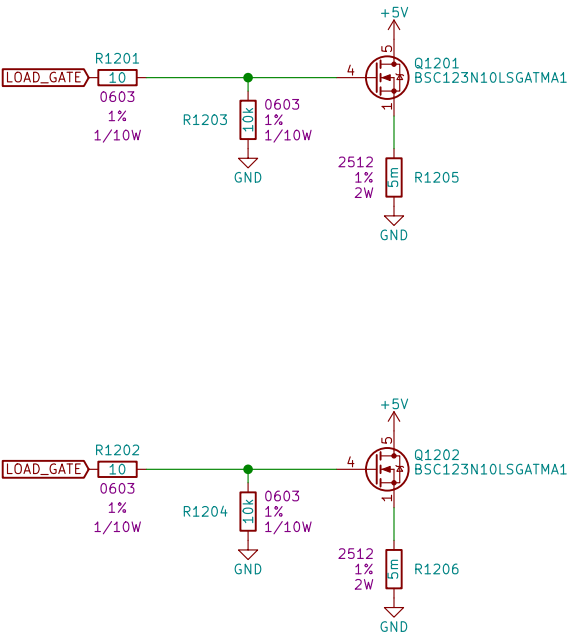 +5V
R1201
Q1201
5
LOAD_GATE
10
4
BSC123N10LSGATMA1
0603
1%
1/10W
R1203
10k
0603
1%
1/10W
GND
1
2512
1%
2W
5m
R1205
GND
+5V
R1202
Q1202
5
LOAD_GATE
10
4
BSC123N10LSGATMA1
0603
1%
1/10W
R1204
10k
0603
1%
1/10W
GND
1
2512
1%
2W
5m
R1206
GND